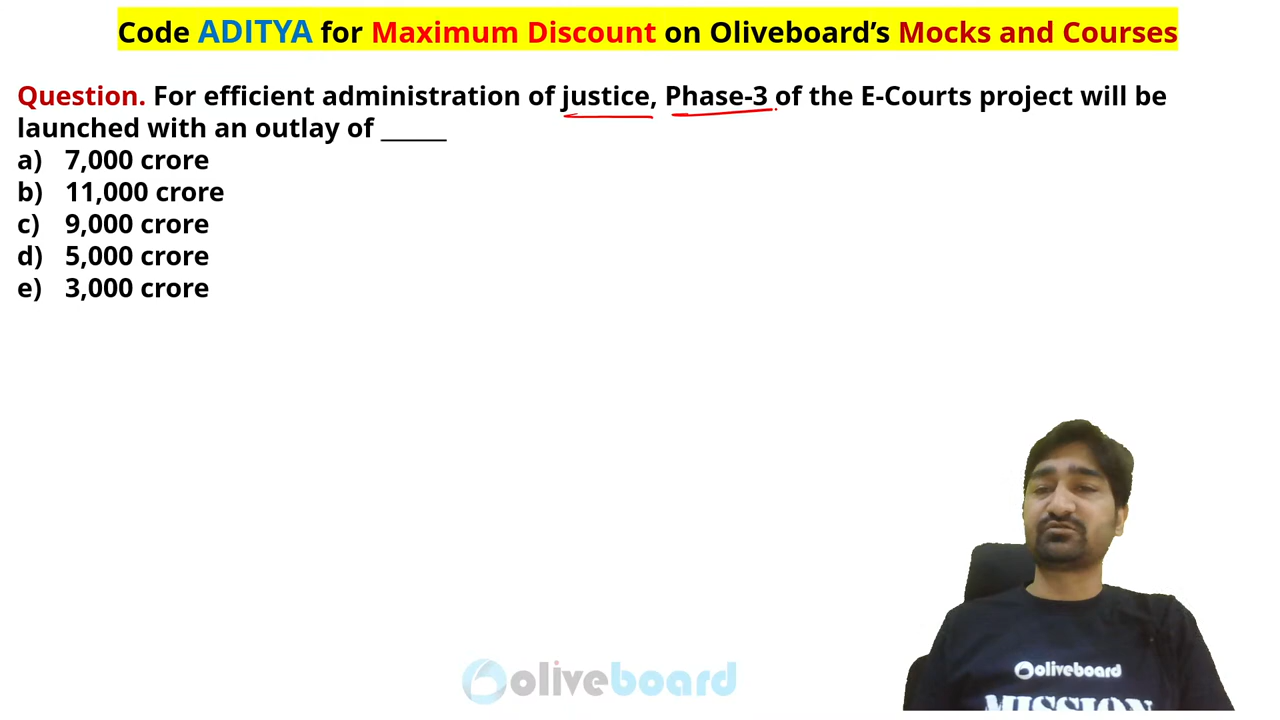 Code ADITYA for Maximum Discount on Oliveboard’s Mocks and Courses
Question. For efficient administration of justice, Phase-3 of the E-Courts project will be
launched with an outlay of ______
a) 7,000 crore
b) 11,000 crore
c) 9,000 crore
d) 5,000 crore
e) 3,000 crore
oliveboard
MISSION
oliveboard